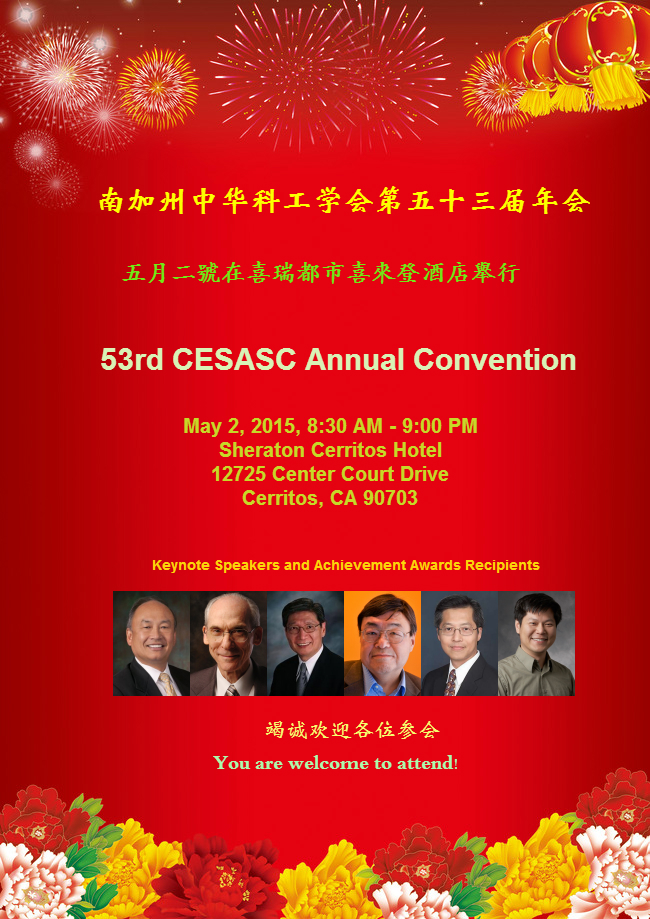 南加州中华科工学会第五十三届年会
五月二號在喜瑞都市喜來登酒店舉行
53rd CESASC Annual Convention
May 2, 2015, 8:30 AM - 9:00 PM
Sheraton Cerritos Hotel
12725 Center Court Drive
Cerritos, CA 90703
Keynote Speakers and Achievement Awards Recipients
竭诚欢迎各位参会
You are welcome to attend!